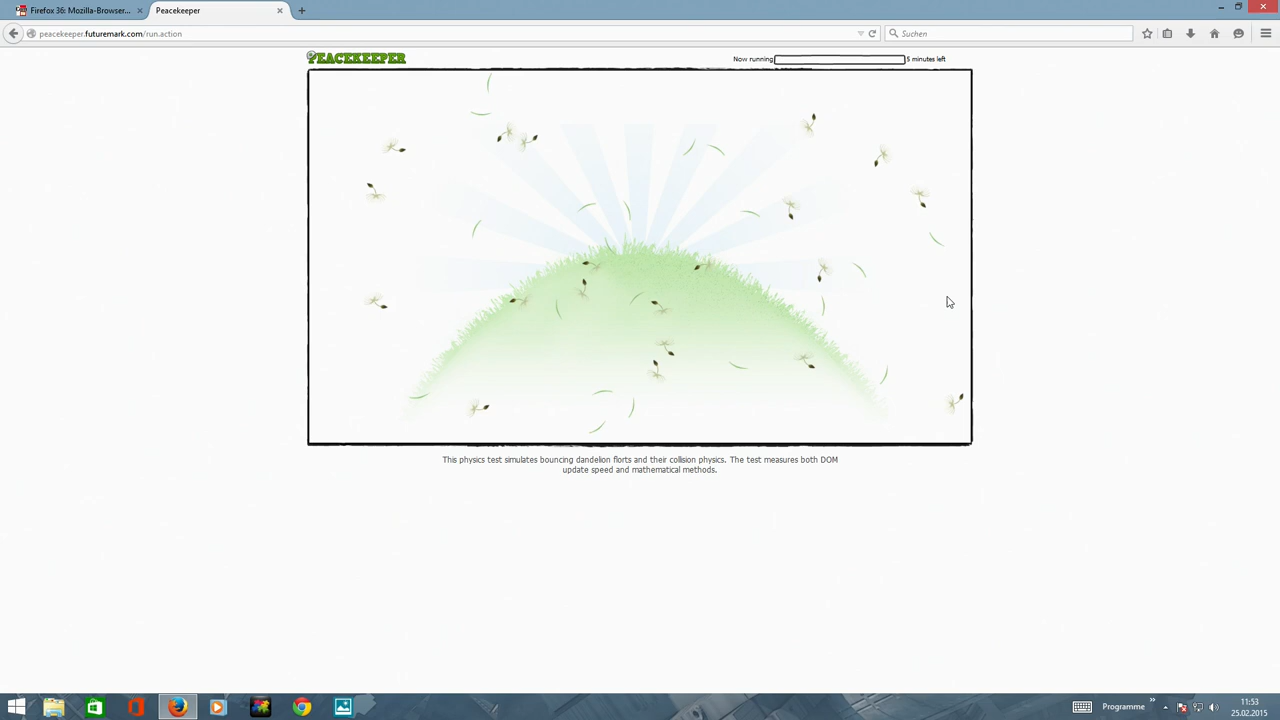 Firefox 36: Mozilla-Browser...
Peacekeeper
peacekeeper.futuremark.com/run.action
Suchen
PEACEKEEPER
Now running
5 minutes left
This physics test simulates bouncing dandelion florts and their collision physics. The test measures both DOM
update speed and mathematical methods.
Programme
11:53
25.02.2015